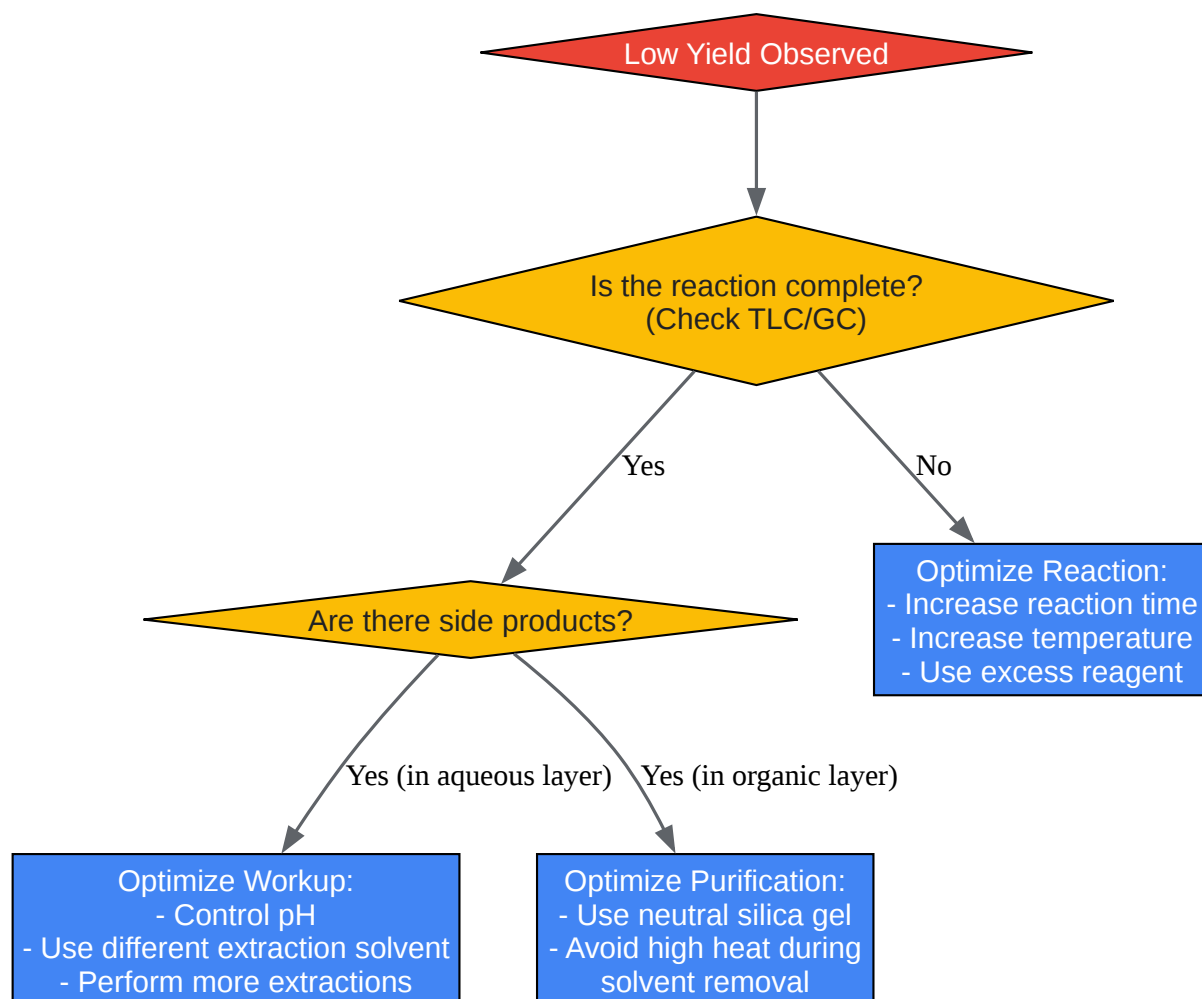 Low Yield Observed
Is the reaction complete?
(Check TLC/GC)
Yes
No
Optimize Reaction:
- Increase reaction time
- Increase temperature
- Use excess reagent
Are there side products?
Yes (in aqueous layer)
Yes (in organic layer)
Optimize Workup:
- Control pH
- Use different extraction solvent
- Perform more extractions
Optimize Purification:
- Use neutral silica gel
- Avoid high heat during
solvent removal